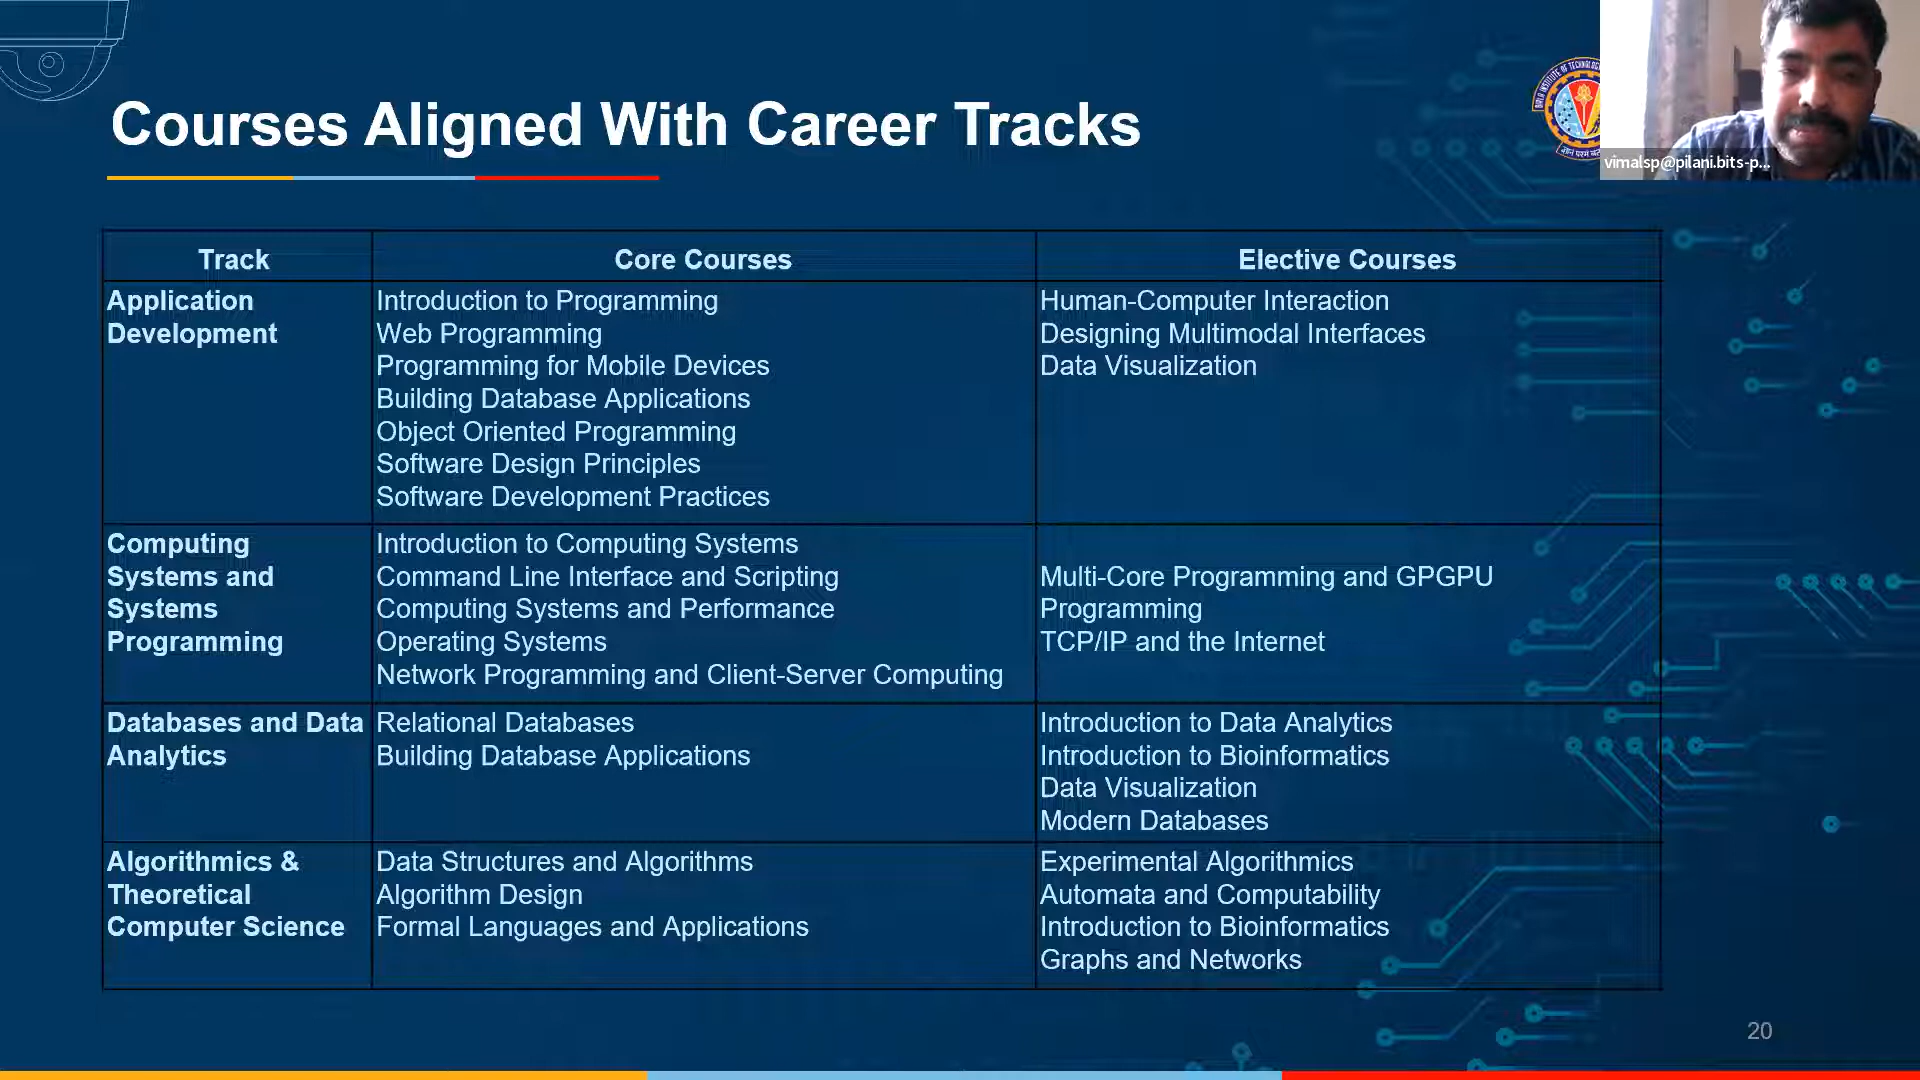 Courses Aligned With Career Tracks
vimalsp@pilani.bits-p...
Track
Core Courses
Elective Courses
Application
Development
Introduction to Programming
Web Programming
Programming for Mobile Devices
Building Database Applications
Object Oriented Programming
Software Design Principles
Software Development Practices
Human-Computer Interaction
Designing Multimodal Interfaces
Data Visualization
Computing
Systems and
Systems
Programming
Introduction to Computing Systems
Command Line Interface and Scripting
Computing Systems and Performance
Operating Systems
Network Programming and Client-Server Computing
Multi-Core Programming and GPGPU
Programming
TCP/IP and the Internet
Databases and Data
Analytics
Relational Databases
Building Database Applications
Introduction to Data Analytics
Introduction to Bioinformatics
Data Visualization
Modern Databases
Algorithmics &
Theoretical
Computer Science
Data Structures and Algorithms
Algorithm Design
Formal Languages and Applications
Experimental Algorithmics
Automata and Computability
Introduction to Bioinformatics
Graphs and Networks
20